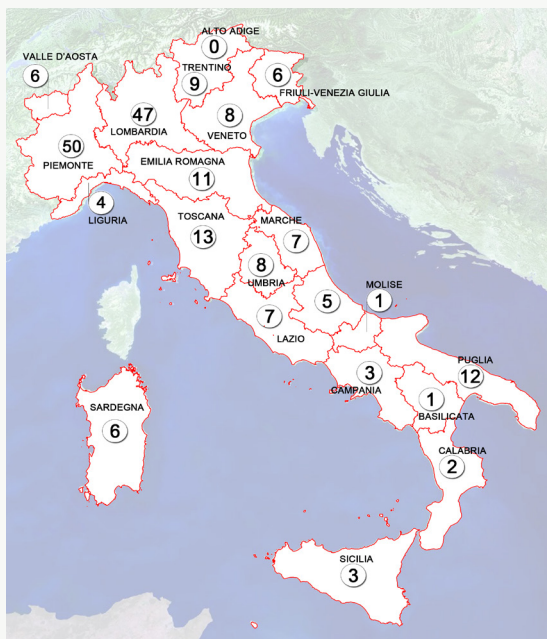 ALTO ADIGE
0
VALLE D'AOSTA
6
TRENTINO
9
6
FRIULI-VENEZIA GIULIA
47
LOMBARDIA
8
VENETO
50
PIEMONTE
EMILIA ROMAGNA
11
4
LIGURIA
TOSCANA
13
MARCHE
7
8
UMBRIA
5
MOLISE
1
7
LAZIO
PUGLIA
12
3
CAMPANIA
1
BASILICATA
SARDEGNA
6
CALABRIA
2
SICILIA
3